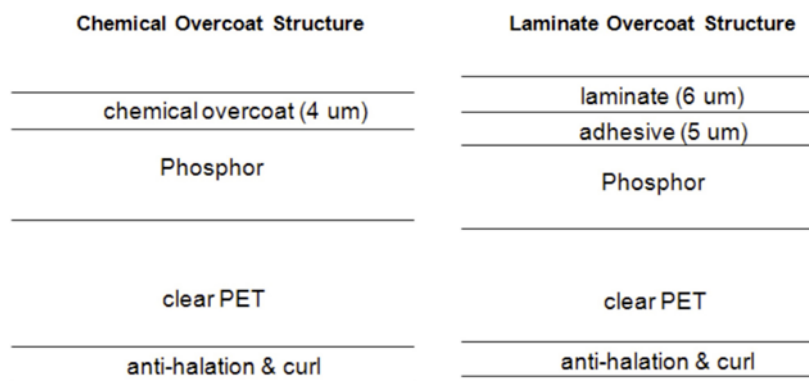 Chemical Overcoat Structure
chemical overcoat (4 um)
Phosphor
clear PET
anti-halation & curl
Laminate Overcoat Structure
laminate (6 um)
adhesive (5 um)
Phosphor
clear PET
anti-halation & curl